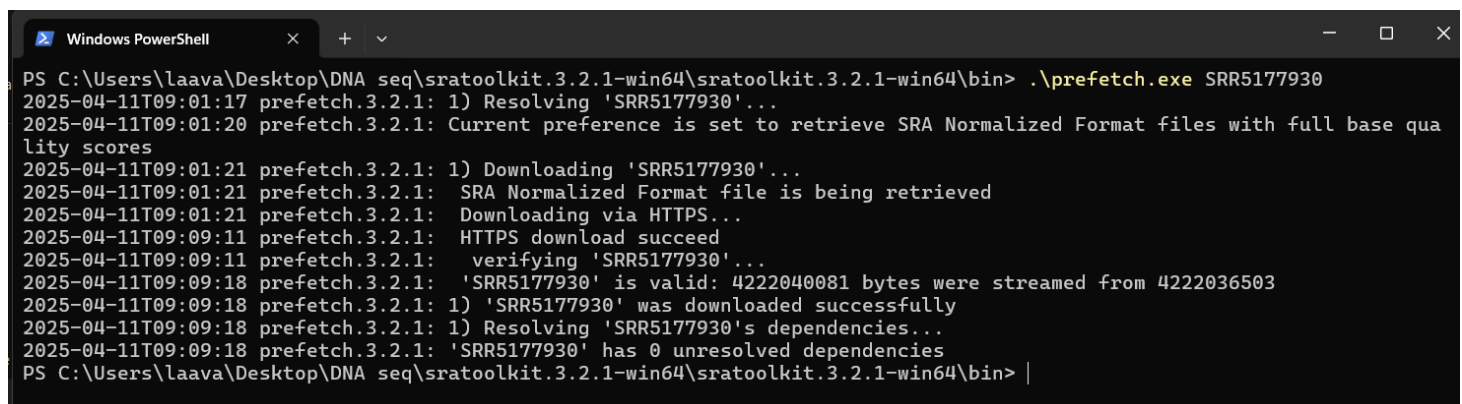 Windows PowerShell
PS C:\Users\laava\Desktop\DNA seq\sratoolkit.3.2.1-win64\sratoolkit.3.2.1-win64\bin> .\prefetch.exe SRR5177930
2025-04-11T09:01:17 prefetch.3.2.1: 1) Resolving 'SRR5177930'...
2025-04-11T09:01:20 prefetch.3.2.1: Current preference is set to retrieve SRA Normalized Format files with full base qua
lity scores
2025-04-11T09:01:21 prefetch.3.2.1: 1) Downloading 'SRR5177930'...
2025-04-11T09:01:21 prefetch.3.2.1:  SRA Normalized Format file is being retrieved
2025-04-11T09:01:21 prefetch.3.2.1:  Downloading via HTTPS...
2025-04-11T09:09:11 prefetch.3.2.1:  HTTPS download succeed
2025-04-11T09:09:11 prefetch.3.2.1:   verifying 'SRR5177930'...
2025-04-11T09:09:18 prefetch.3.2.1:  'SRR5177930' is valid: 4222040081 bytes were streamed from 4222036503
2025-04-11T09:09:18 prefetch.3.2.1: 1) 'SRR5177930' was downloaded successfully
2025-04-11T09:09:18 prefetch.3.2.1: 1) Resolving 'SRR5177930's dependencies...
2025-04-11T09:09:18 prefetch.3.2.1: 'SRR5177930' has 0 unresolved dependencies
PS C:\Users\laava\Desktop\DNA seq\sratoolkit.3.2.1-win64\sratoolkit.3.2.1-win64\bin>